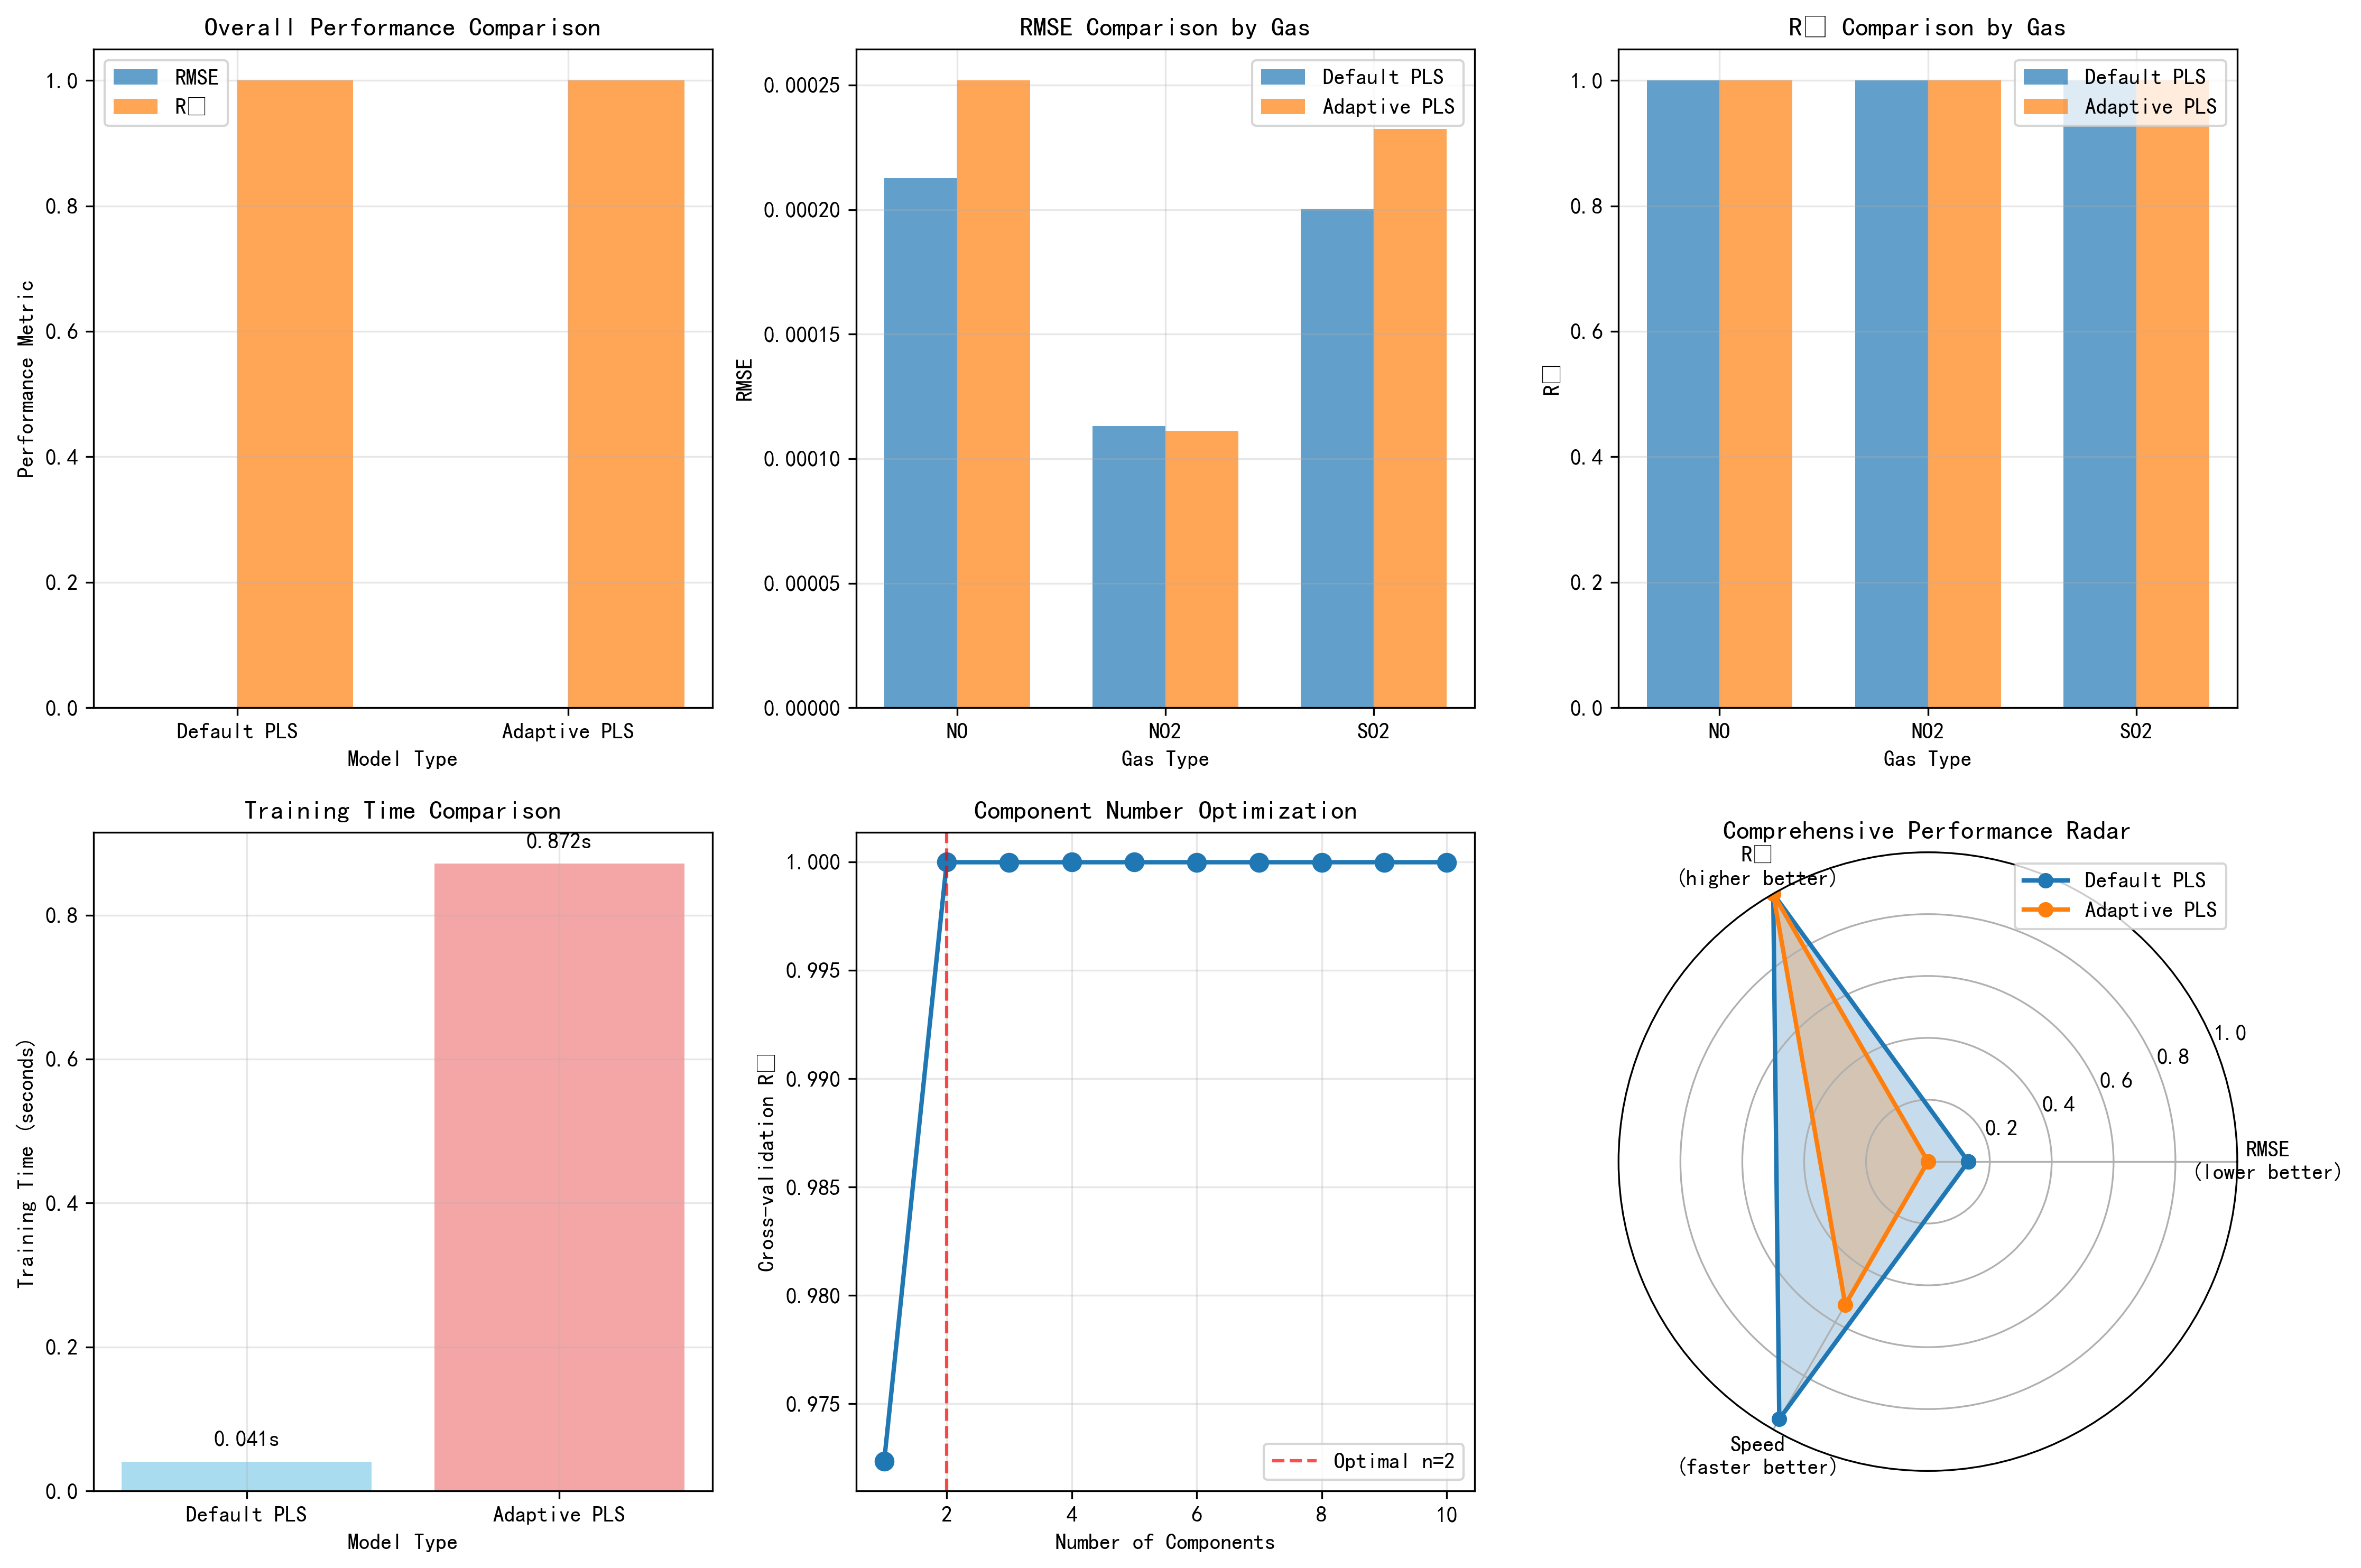 Overall Performance Comparison
RMSE
R□
1.0
0.8
0.6
0.4
0.2
0.0
Performance Metric
Default PLS
Adaptive PLS
Model Type
RMSE Comparison by Gas
Default PLS
Adaptive PLS
0.00025
0.00020
0.00015
0.00010
0.00005
0.00000
RMSE
NO
NO2
SO2
Gas Type
R□ Comparison by Gas
Default PLS
Adaptive PLS
1.0
0.8
0.6
0.4
0.2
0.0
R□
NO
NO2
SO2
Gas Type
Training Time Comparison
0.872s
0.041s
0.8
0.6
0.4
0.2
0.0
Training Time (seconds)
Default PLS
Adaptive PLS
Model Type
Component Number Optimization
1.000
0.995
0.990
0.985
0.980
0.975
Cross-validation R□
Optimal n=2
2
4
6
8
10
Number of Components
Comprehensive Performance Radar
R□
(higher better)
Default PLS
Adaptive PLS
1.0
0.8
0.6
0.4
0.2
RMSE
(lower better)
Speed
(faster better)